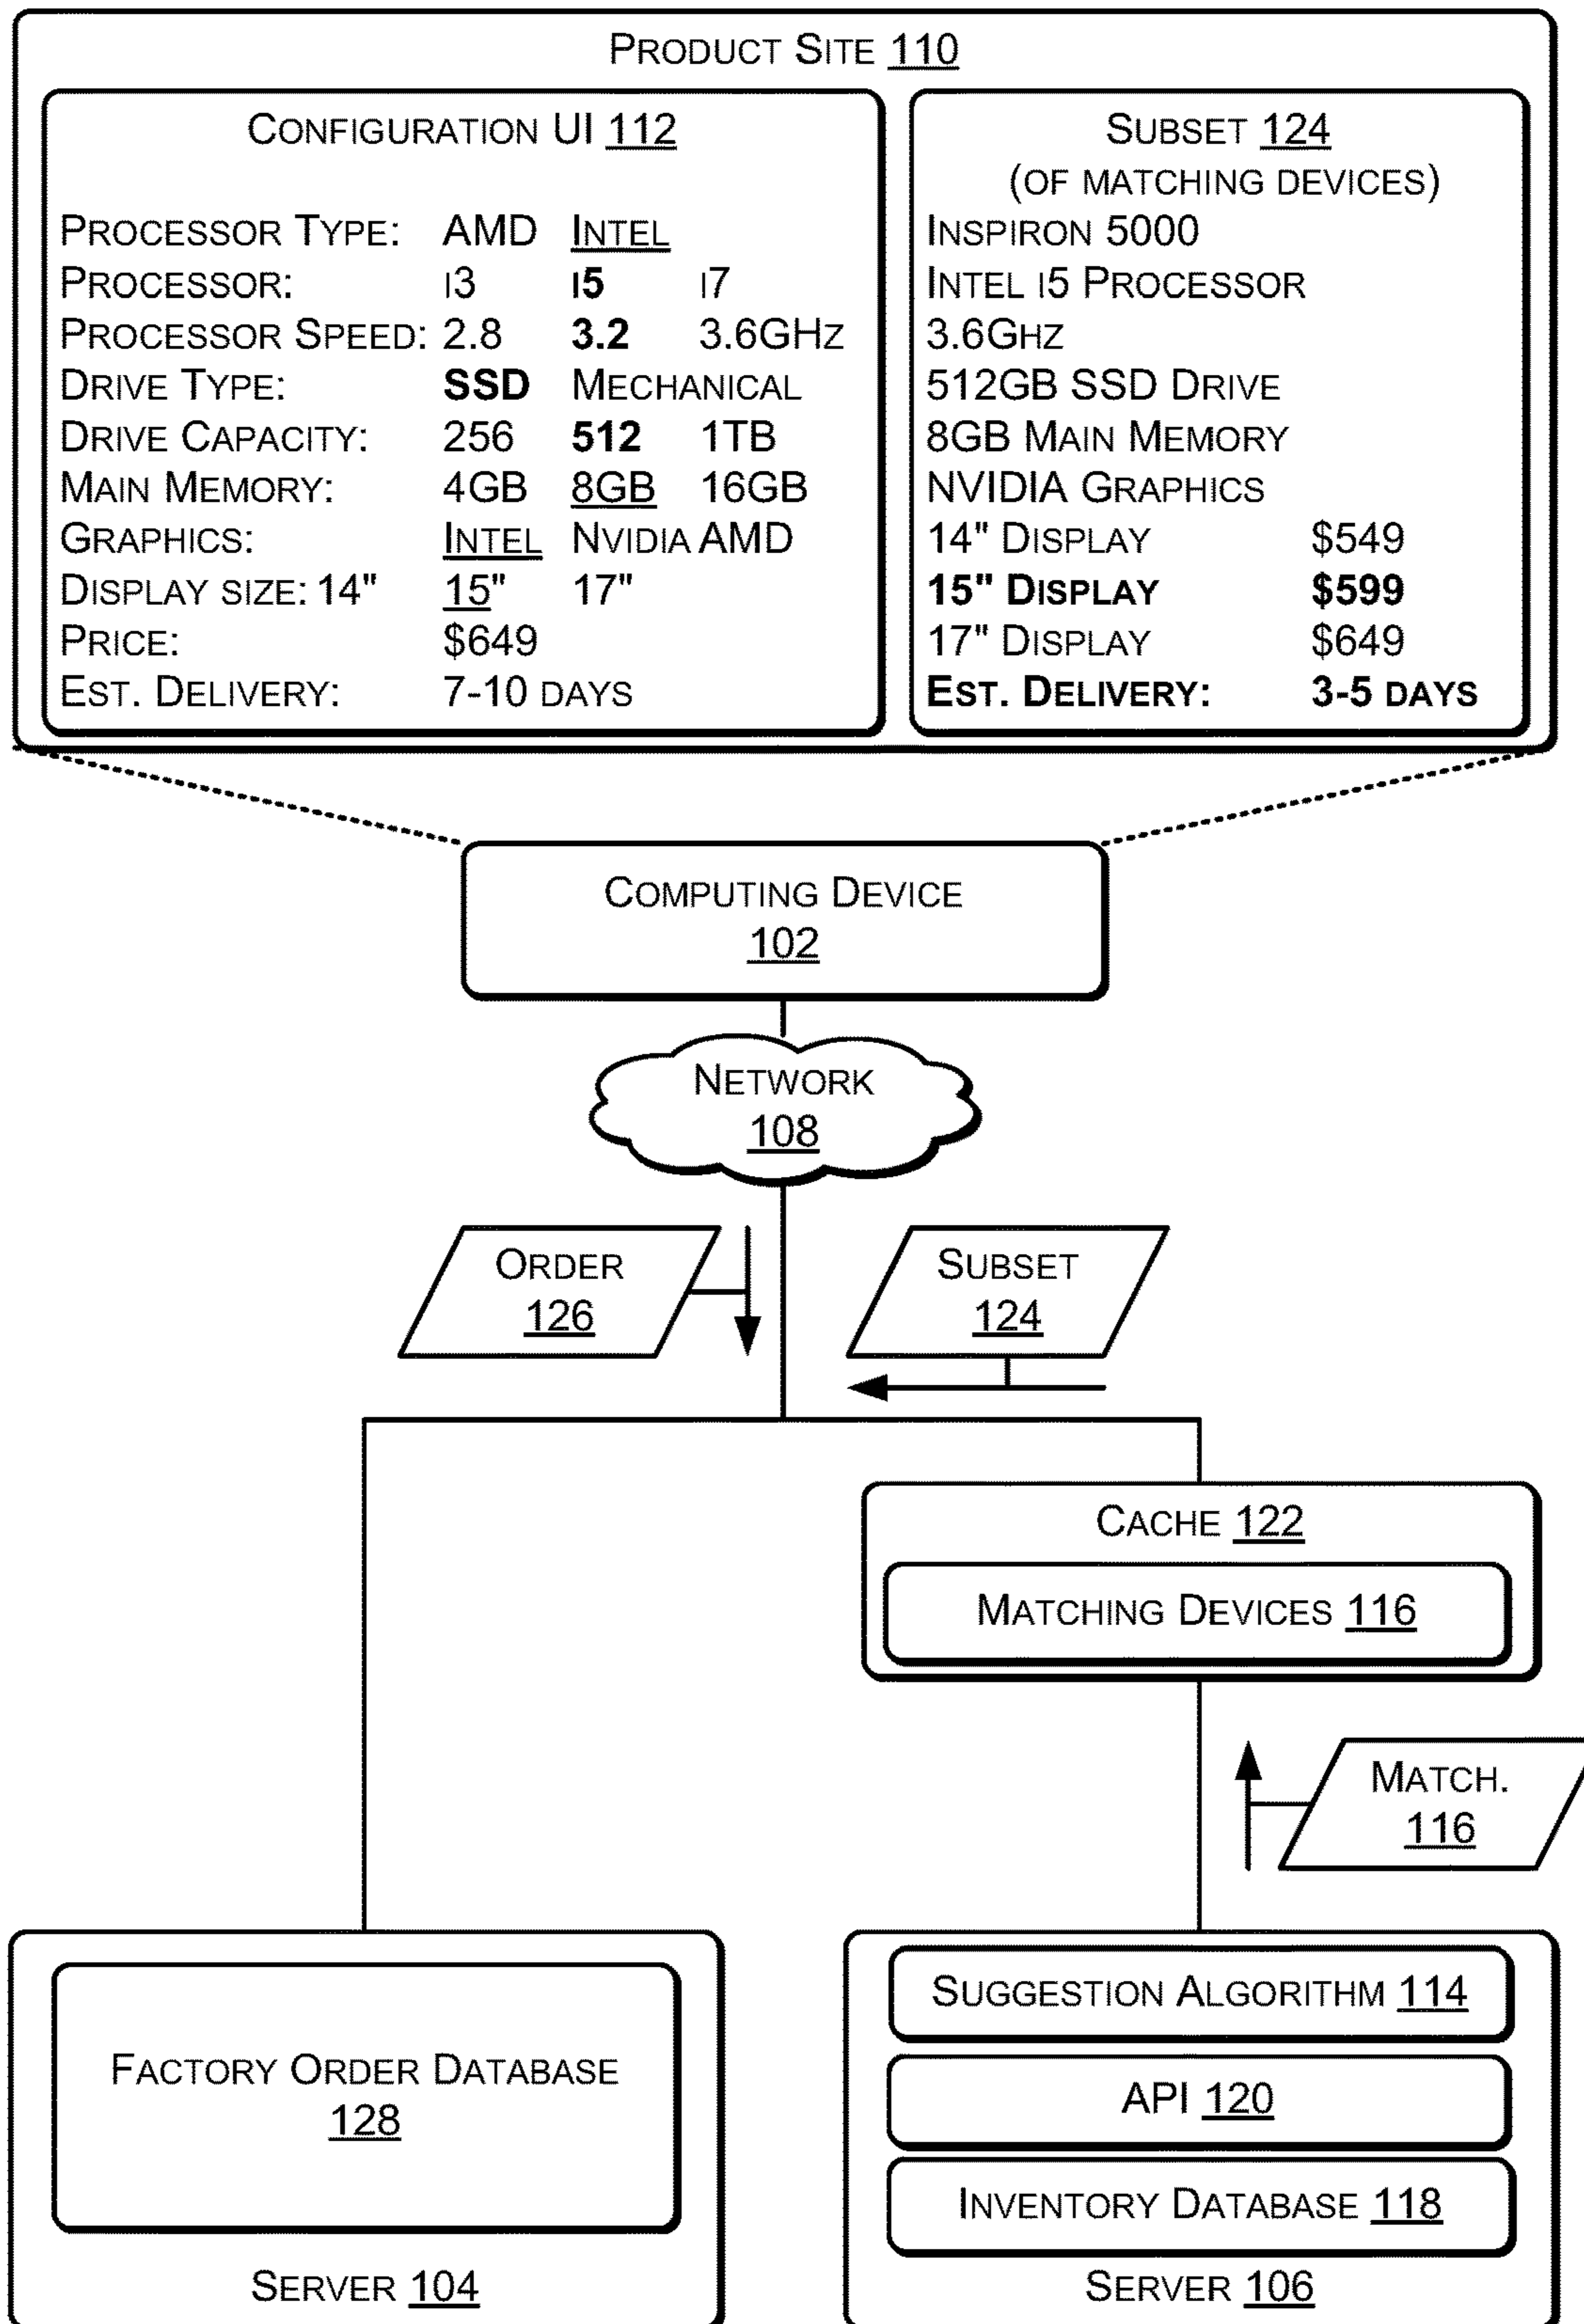 PRODUCT SITE 110
CONFIGURATION UI 112
PROCESSOR TYPE: AMD INTEL
PROCESSOR: I3 I5 I7
PROCESSOR SPEED: 2.8 3.2 3.6GHZ
DRIVE TYPE: SSD MECHANICAL
DRIVE CAPACITY: 256 512 1TB
MAIN MEMORY: 4GB 8GB 16GB
GRAPHICS: INTEL NVIDIA AMD
DISPLAY SIZE: 14" 15" 17"
PRICE: $649
EST. DELIVERY: 7-10 DAYS
SUBSET 124
(OF MATCHING DEVICES)
INSPIRON 5000
INTEL I5 PROCESSOR
3.6GHZ
512GB SSD DRIVE
8GB MAIN MEMORY
NVIDIA GRAPHICS
14" DISPLAY $549
15" DISPLAY $599
17" DISPLAY $649
EST. DELIVERY: 3-5 DAYS
COMPUTING DEVICE
102
NETWORK
108
ORDER
126
SUBSET
124
CACHE 122
MATCHING DEVICES 116
MATCH.
116
FACTORY ORDER DATABASE
128
SERVER 104
SUGGESTION ALGORITHM 114
API 120
INVENTORY DATABASE 118
SERVER 106